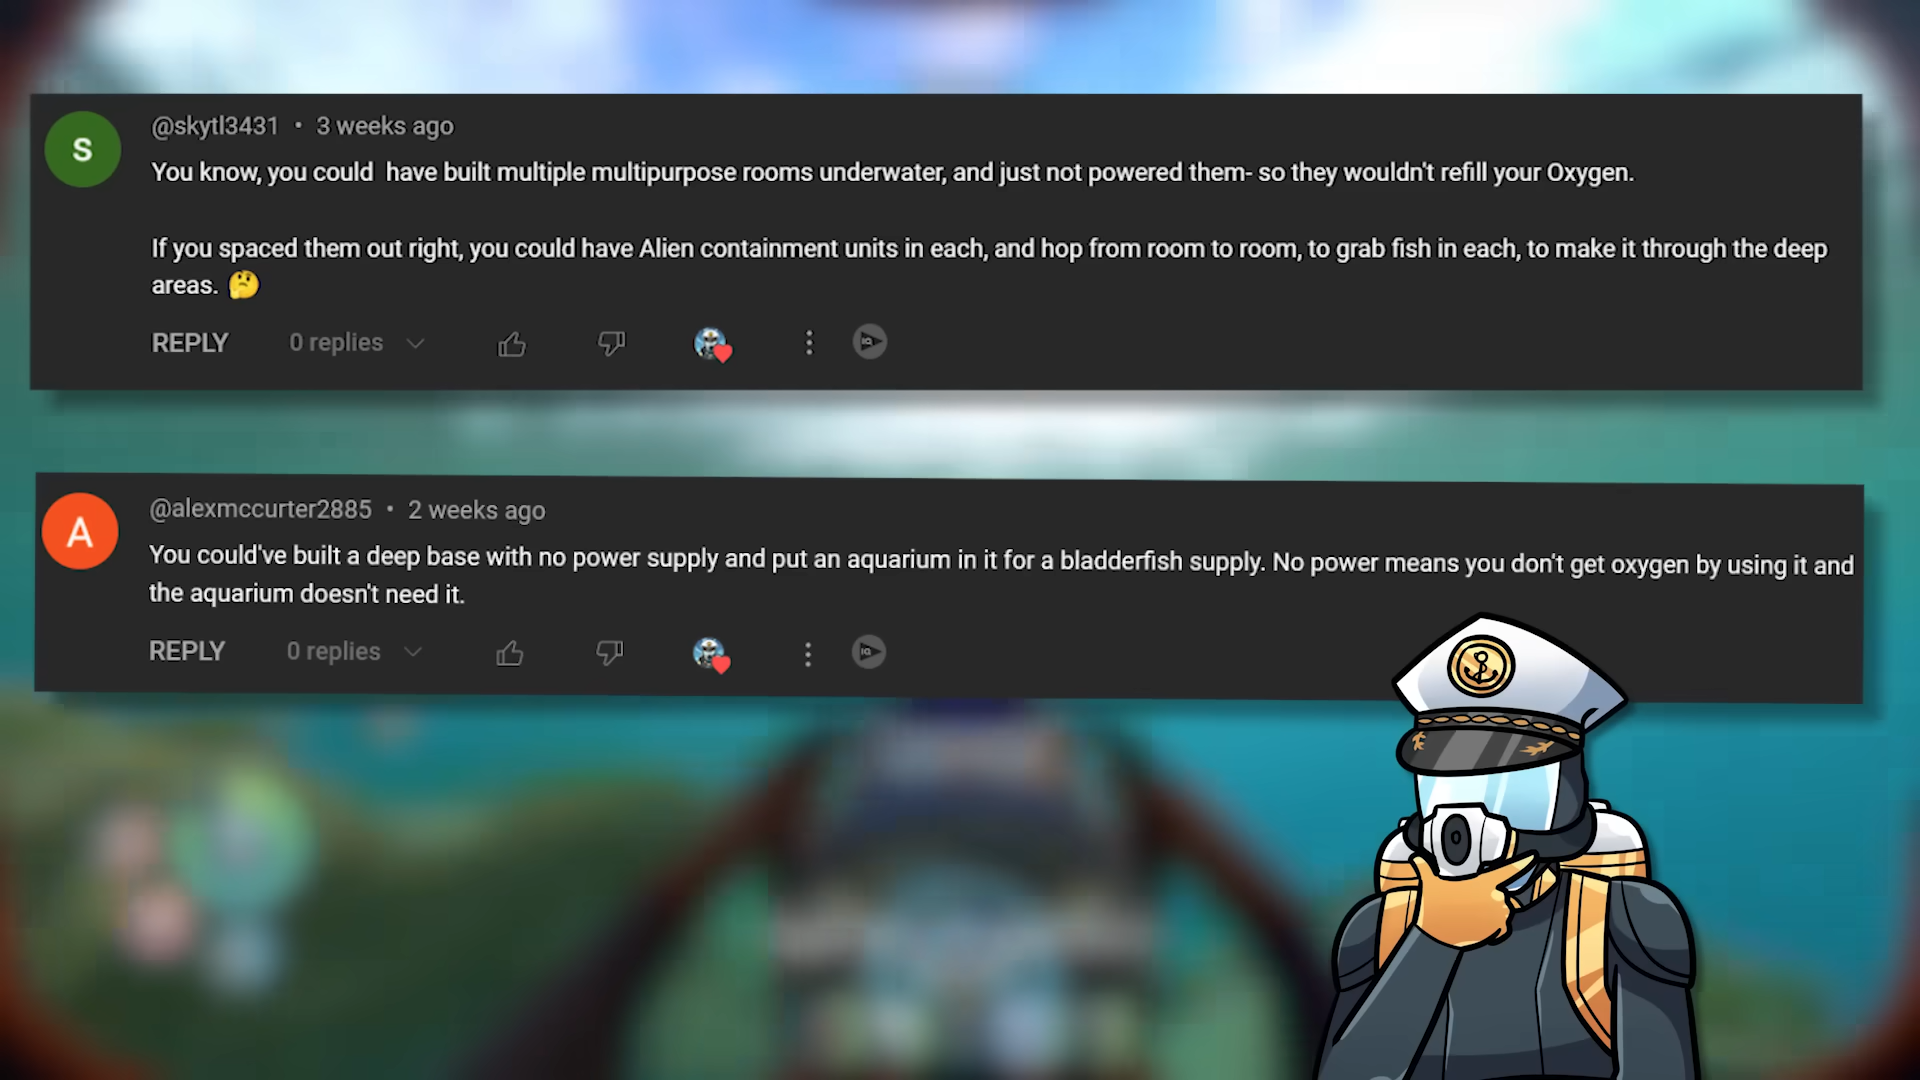 S
@skytl3431 • 3 weeks ago
You know, you could  have built multiple multipurpose rooms underwater, and just not powered them- so they wouldn't refill your Oxygen.
If you spaced them out right, you could have Alien containment units in each, and hop from room to room, to grab fish in each, to make it through the deep
areas. 🤔
REPLY 0 replies IQ
A
@alexmccurter2885 • 2 weeks ago
You could've built a deep base with no power supply and put an aquarium in it for a bladderfish supply. No power means you don't get oxygen by using it and
the aquarium doesn't need it.
REPLY 0 replies IQ